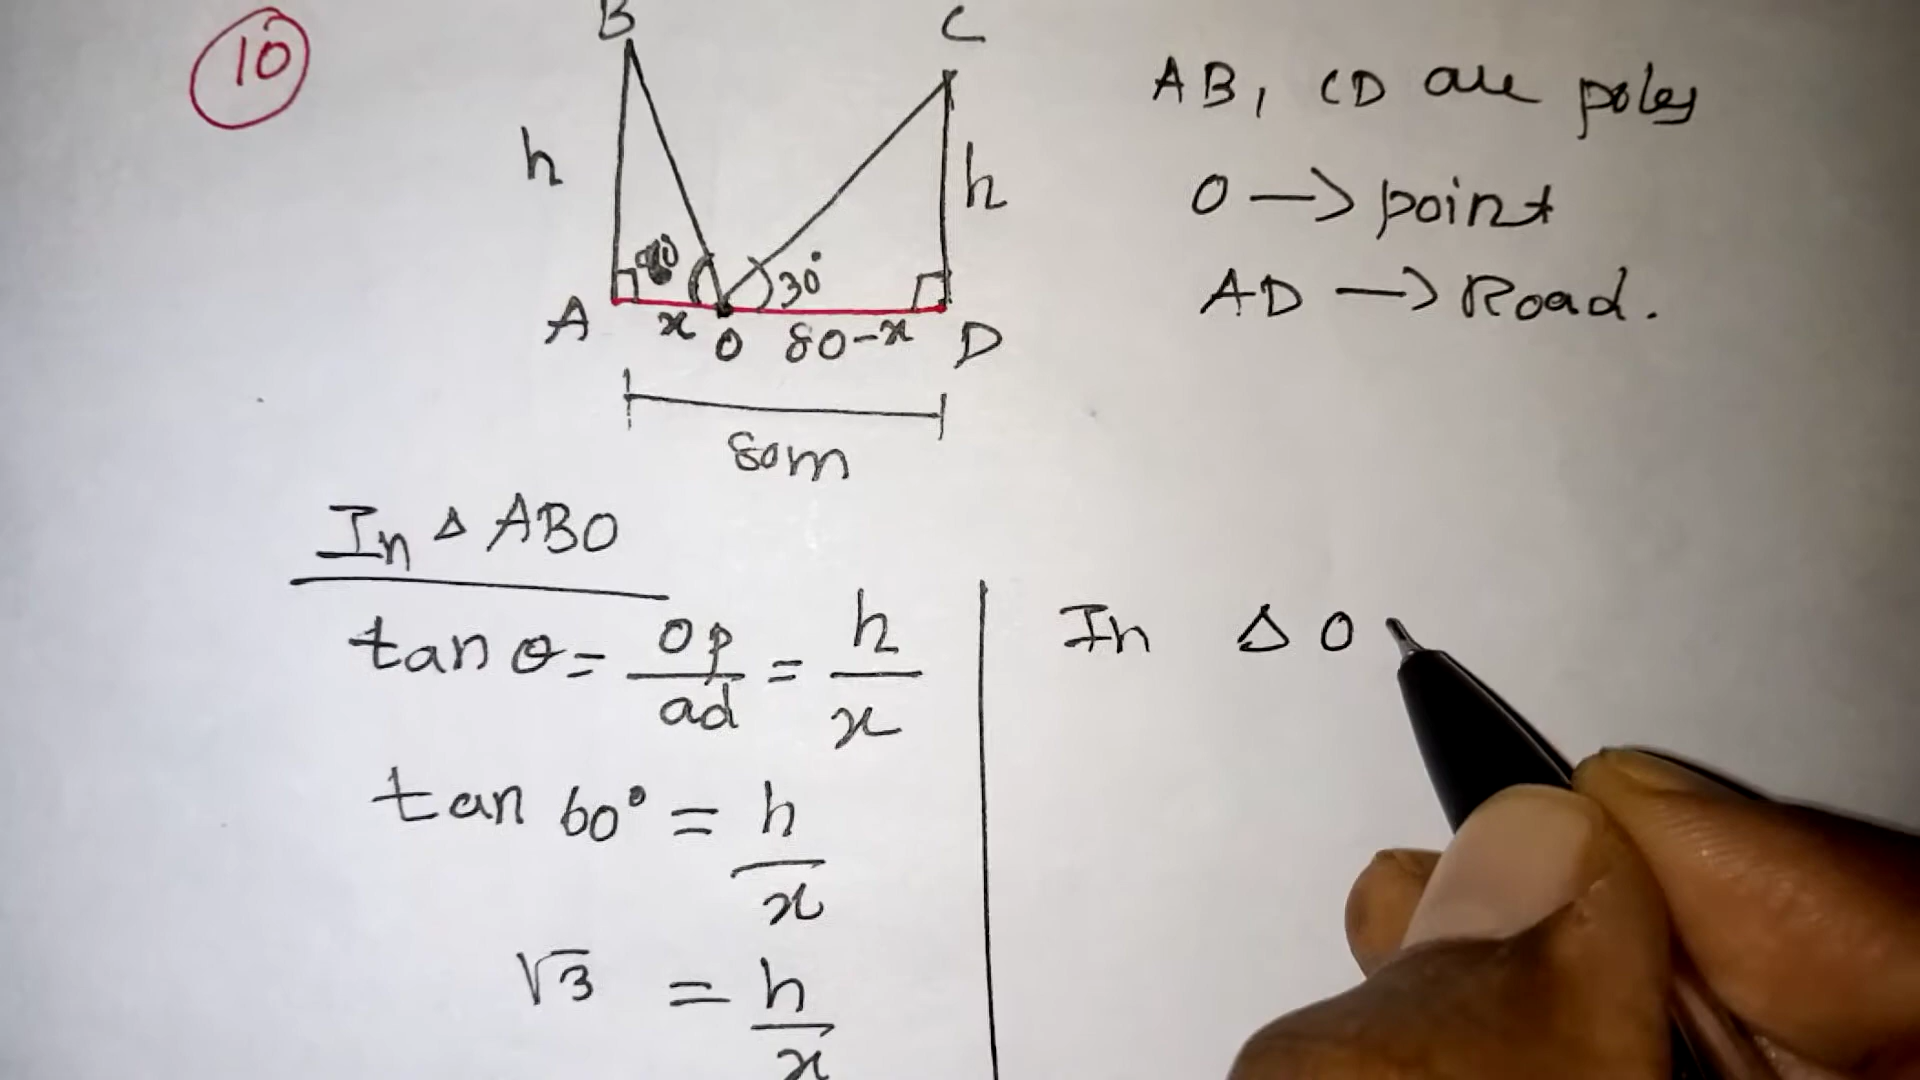 10
B C
h h
30°
A x O 80-x D
80m
AB, CD are poles
O → point
AD → Road.
In Δ ABO
tan θ = op/ad = h/x
tan 60° = h/x
√3 = h/x
In Δ O